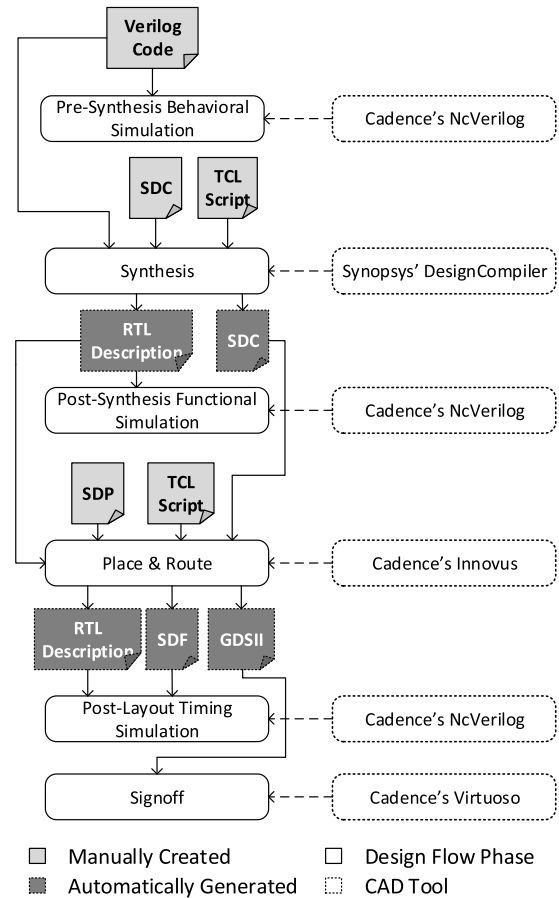 Verilog
Code
Pre-Synthesis Behavioral
Simulation
Cadence's NcVerilog
SDC
TCL
Script
Synthesis
Synopsys' DesignCompiler
RTL
Description
SDC
Post-Synthesis Functional
Simulation
Cadence's NcVerilog
SDP
TCL
Script
Place & Route
Cadence's Innovus
RTL
Description
SDF
GDSII
Post-Layout Timing
Simulation
Cadence's NcVerilog
Signoff
Cadence's Virtuoso
Manually Created
Design Flow Phase
Automatically Generated
CAD Tool